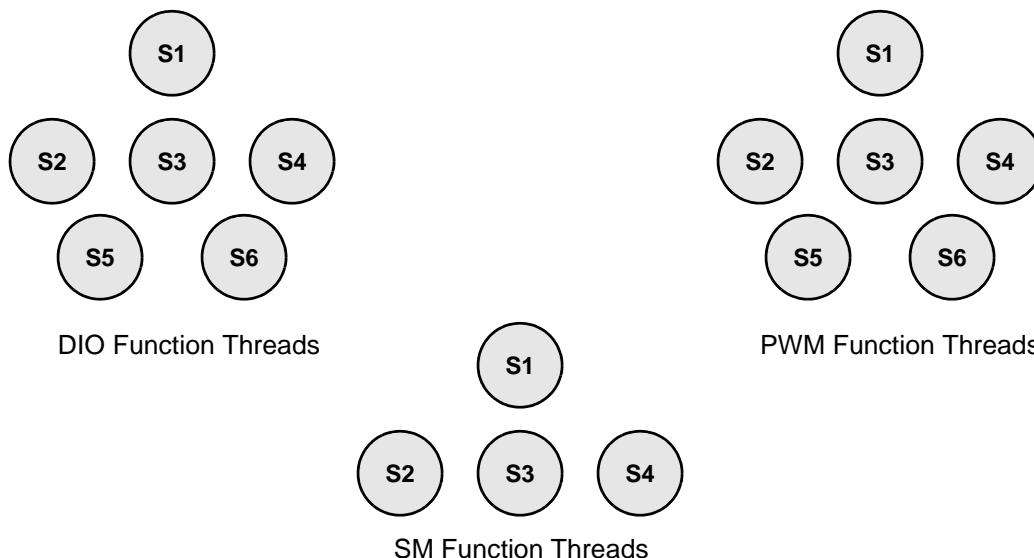 S1
S2 S3 S4
S5 S6
DIO Function Threads
S1
S2 S3 S4
S5 S6
PWM Function Threads
S1
S2 S3 S4
SM Function Threads